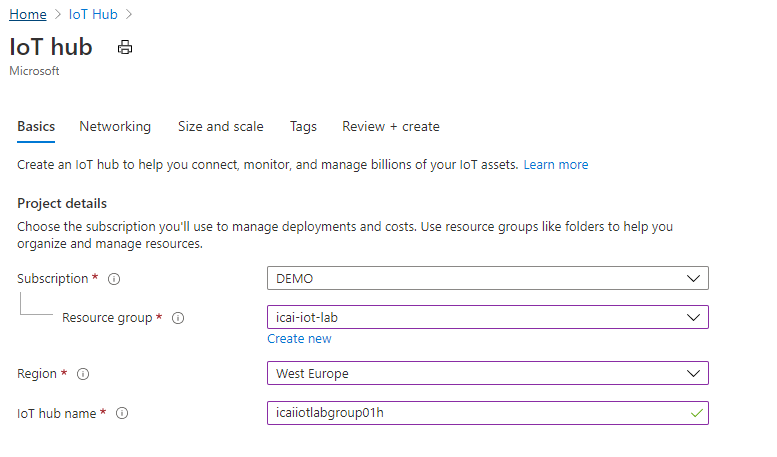 Home > IoT Hub >
IoT hub
Microsoft
Basics Networking Size and scale Tags Review + create
Create an IoT hub to help you connect, monitor, and manage billions of your IoT assets. Learn more
Project details
Choose the subscription you'll use to manage deployments and costs. Use resource groups like folders to help you
organize and manage resources.
Subscription * DEMO
Resource group * icai-iot-lab
Create new
Region * West Europe
IoT hub name * icaiiotlabgroup01h